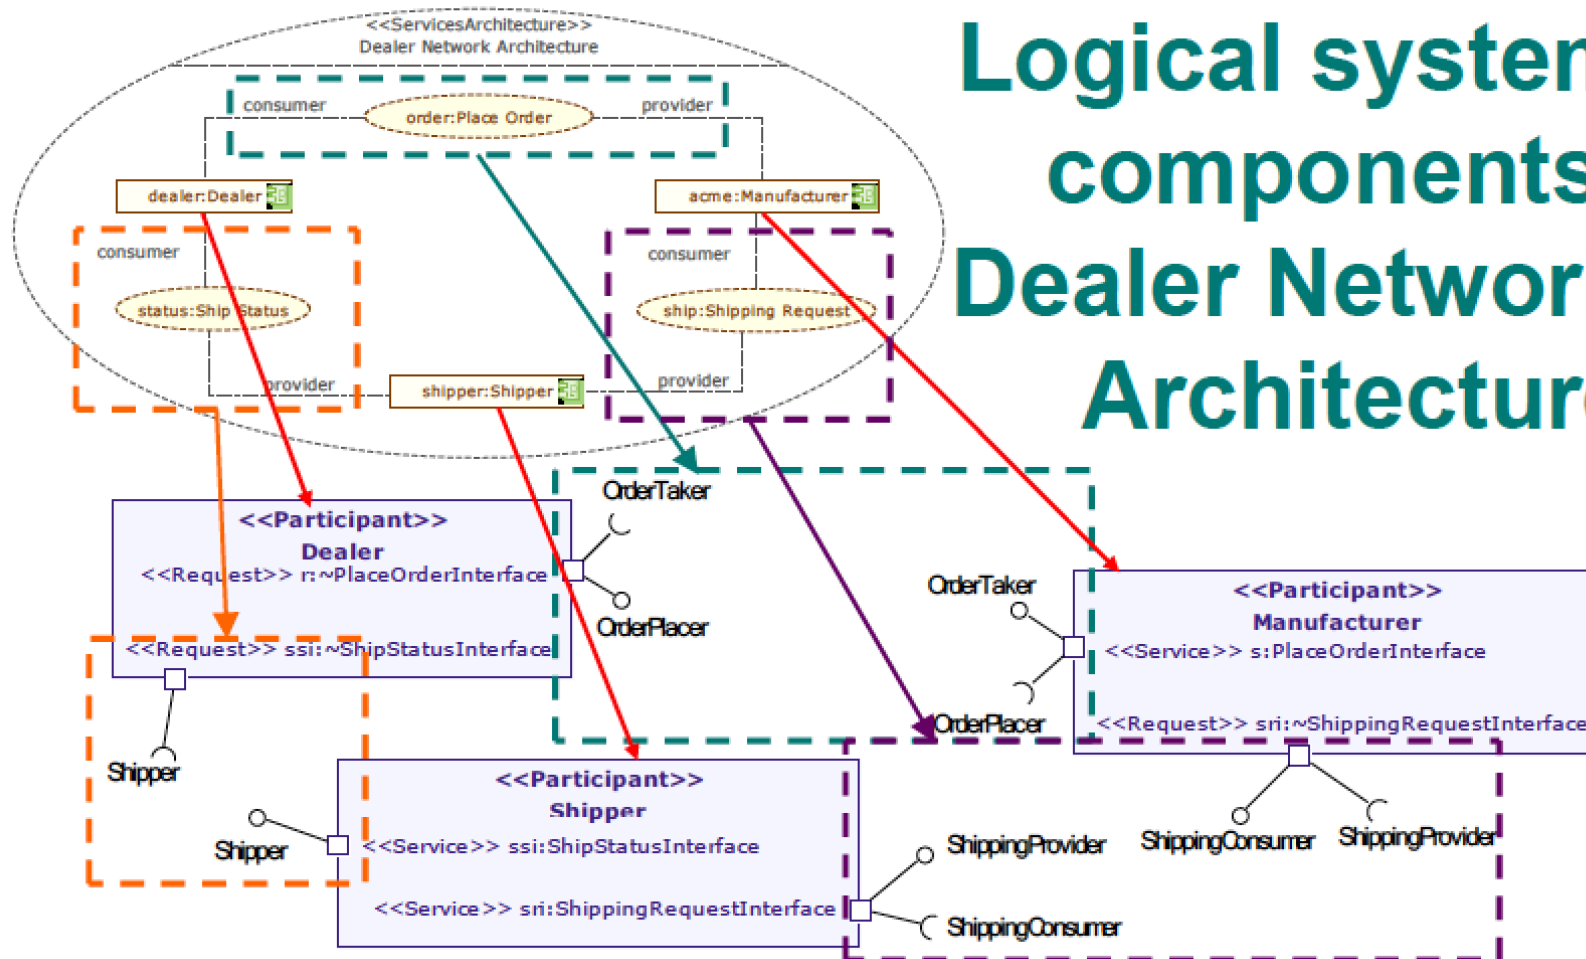 <<ServicesArchitecture>>
Dealer Network Architecture
Logical system
components
Dealer Network
Architecture
consumer
order:Place Order
provider
dealer:Dealer
acme:Manufacturer
consumer
consumer
status:Ship Status
ship:Shipping Request
provider
shipper:Shipper
provider
OrderTaker
<<Participant>>
Dealer
<<Request>> r:~PlaceOrderInterface
OrderPlacer
<<Request>> ssi:~ShipStatusInterface
OrderTaker
<<Participant>>
Manufacturer
<<Service>> s:PlaceOrderInterface
OrderPlacer
<<Request>> sri:~ShippingRequestInterface
Shipper
<<Participant>>
Shipper
Shipper
<<Service>> ssi:ShipStatusInterface
ShippingProvider
ShippingConsumer
ShippingProvider
<<Service>> sri:ShippingRequestInterface
ShippingConsumer